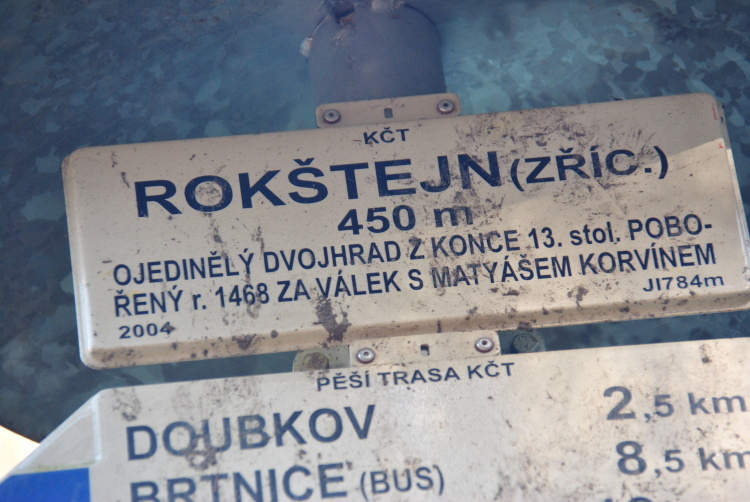 KČT
ROKŠTEJN (ZŘÍC.)
450 m
OJEDINĚLÝ DVOJHRAD Z KONCE 13. stol. POBO-
ŘENÝ r. 1468 ZA VÁLEK S MATYÁŠEM KORVÍNEM
2004 JI784m
PĚŠÍ TRASA KČT
DOUBKOV 2,5 km
BRTNICE (BUS) 8,5 km